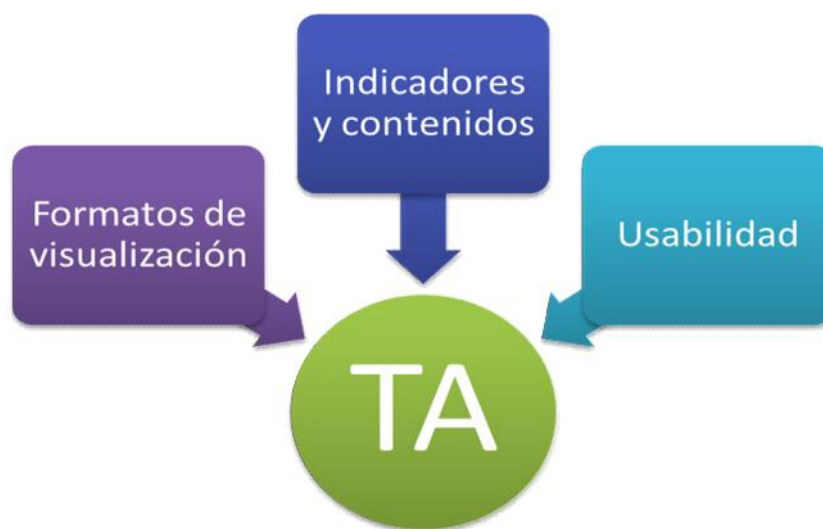 Indicadores
y contenidos
Formatos de
visualización
Usabilidad
TA